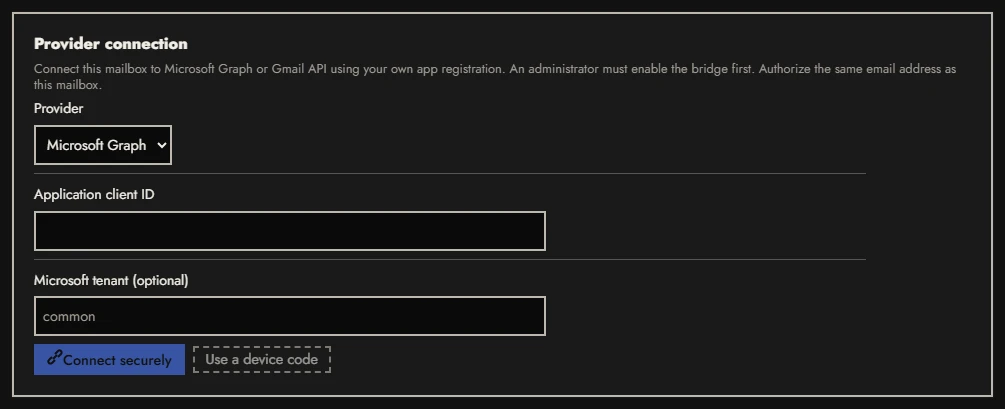 Provider connection
Connect this mailbox to Microsoft Graph or Gmail API using your own app registration. An administrator must enable the bridge first. Authorize the same email address as
this mailbox.
Provider
Microsoft Graph
Application client ID
Microsoft tenant (optional)
common
Connect securely
Use a device code